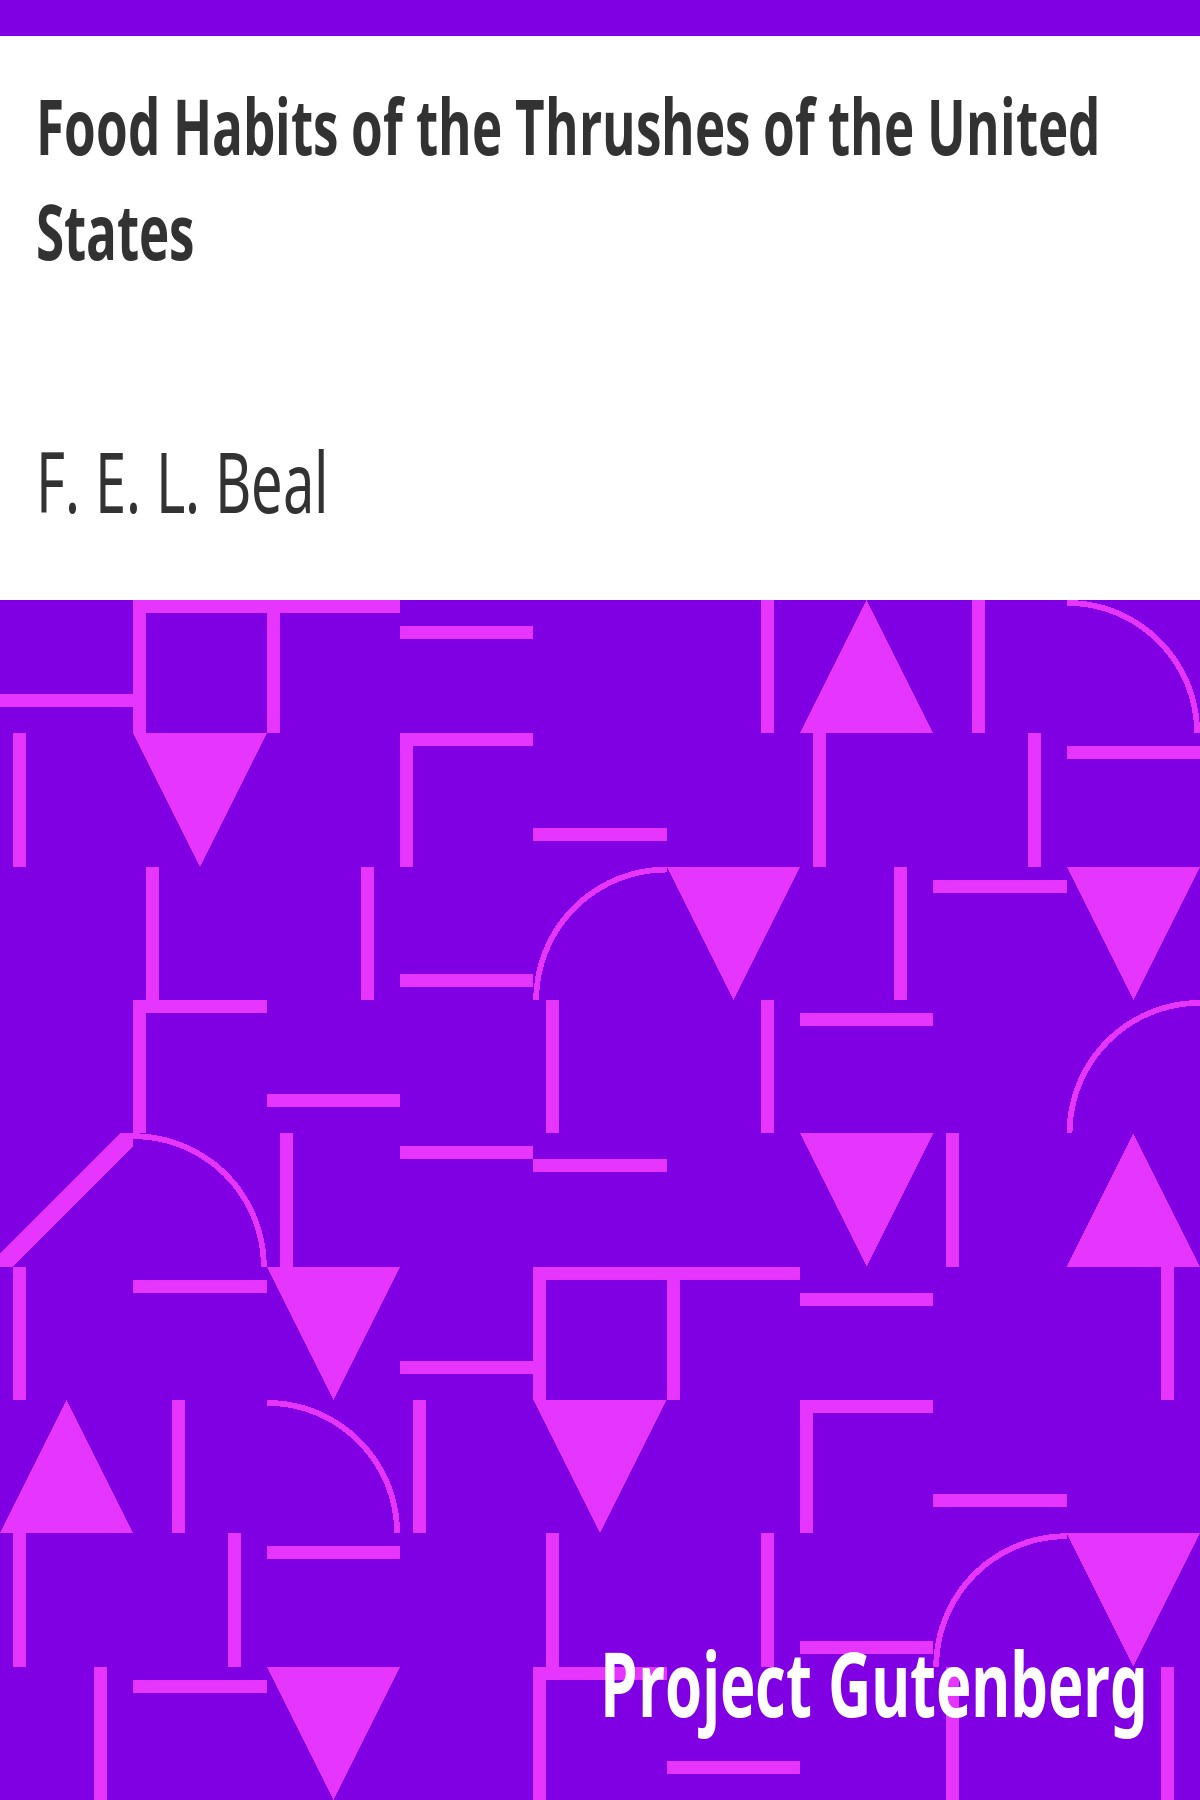 Food Habits of the Thrushes of the United
States
F. E. L. Beal
Project Gutenberg